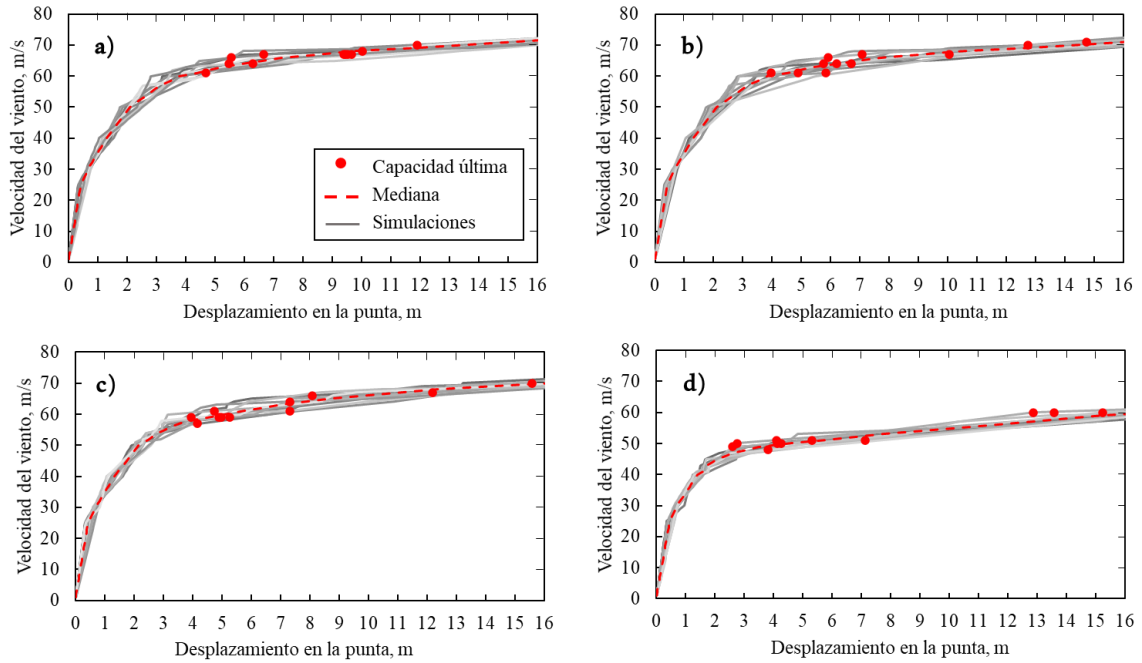 80
70
60
50
40
30
20
10
0
Velocidad del viento, m/s
a)
Capacidad última
Mediana
Simulaciones
0 1 2 3 4 5 6 7 8 9 10 11 12 13 14 15 16
Desplazamiento en la punta, m
80
70
60
50
40
30
20
10
0
Velocidad del viento, m/s
b)
0 1 2 3 4 5 6 7 8 9 10 11 12 13 14 15 16
Desplazamiento en la punta, m
80
70
60
50
40
30
20
10
0
Velocidad del viento, m/s
c)
0 1 2 3 4 5 6 7 8 9 10 11 12 13 14 15 16
Desplazamiento en la punta, m
80
70
60
50
40
30
20
10
0
Velocidad del viento, m/s
d)
0 1 2 3 4 5 6 7 8 9 10 11 12 13 14 15 16
Desplazamiento en la punta, m